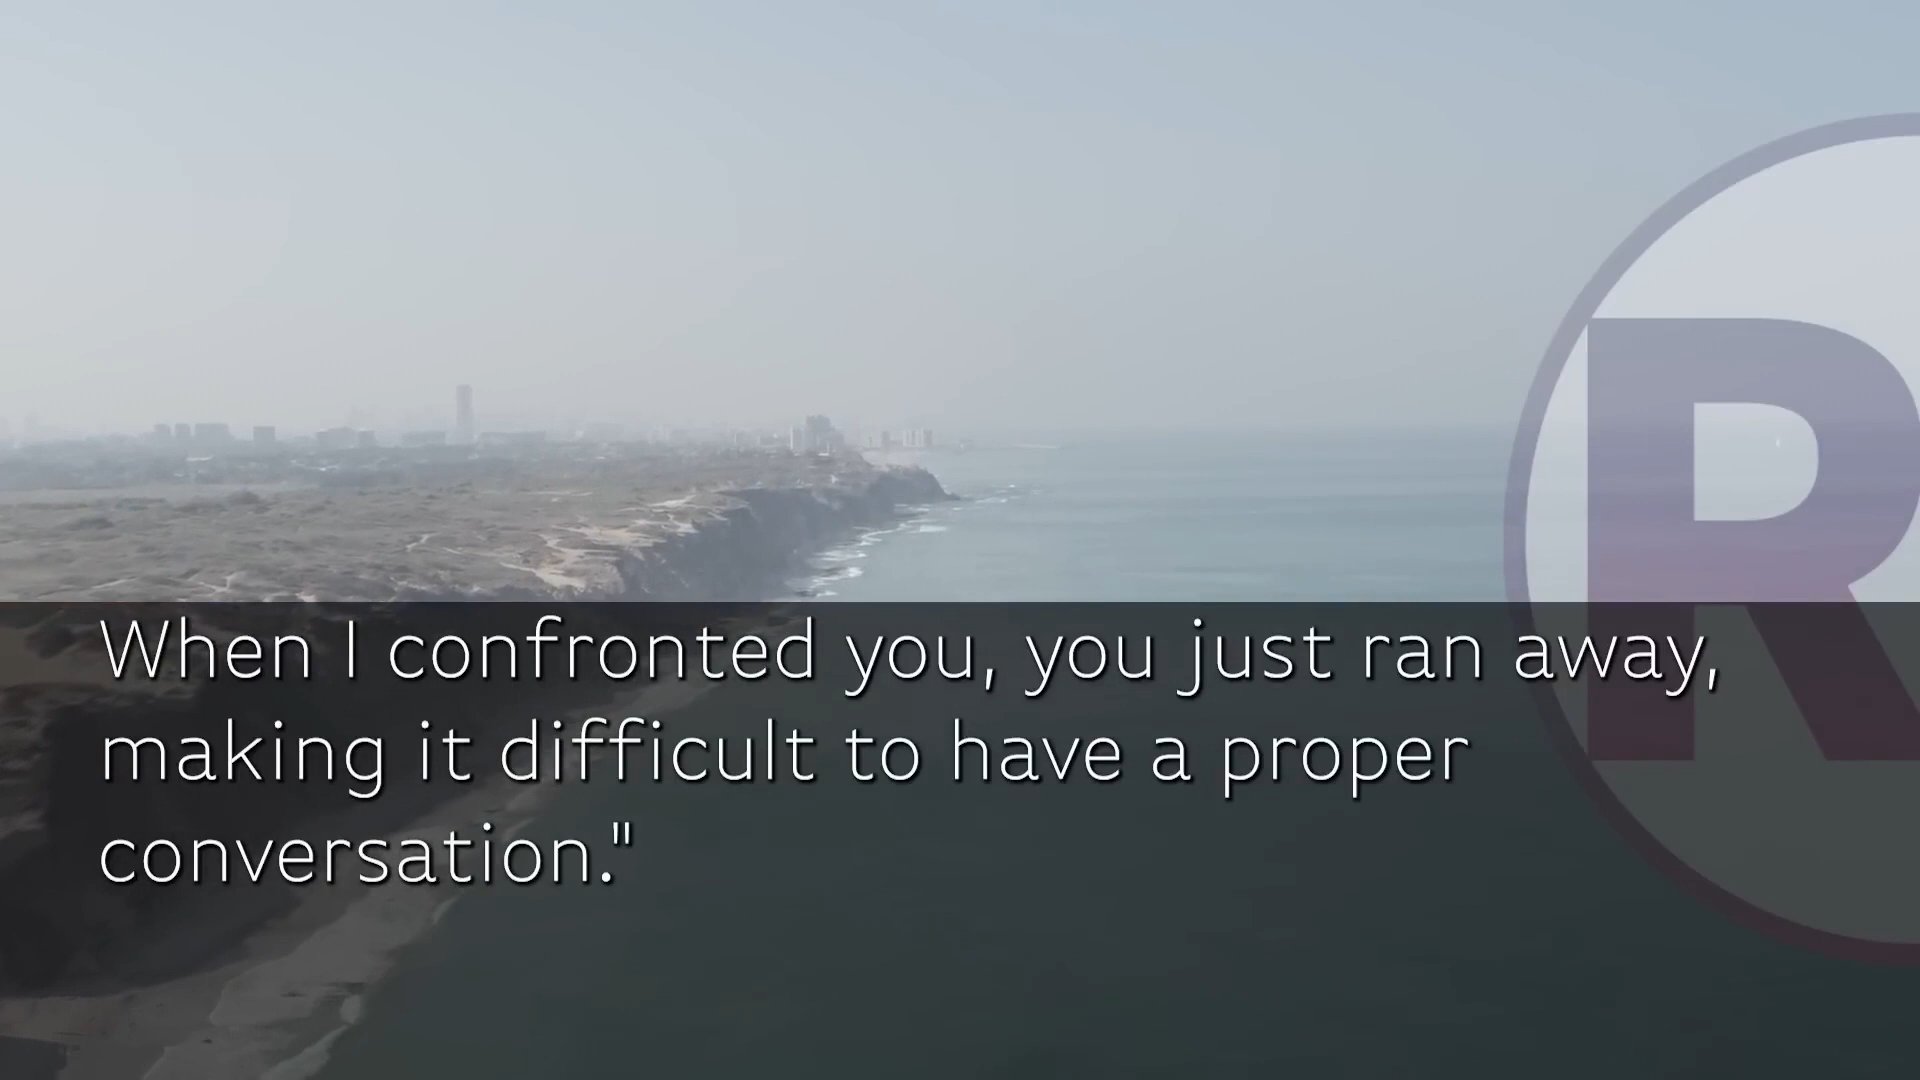 When I confronted you, you just ran away,
making it difficult to have a proper
conversation."
R